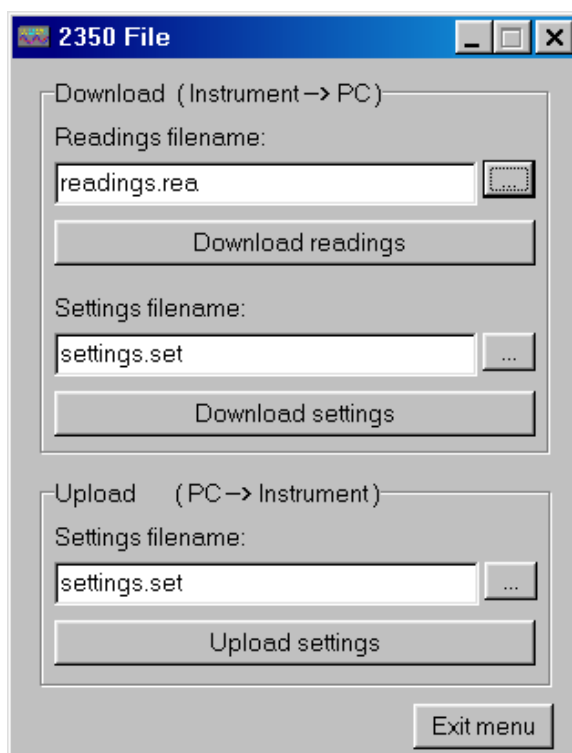 2350 File
Download (Instrument–> PC)
Readings filename:
readings.rea
...
Download readings
Settings filename:
settings.set
...
Download settings
Upload (PC–> Instrument)
Settings filename:
settings.set
...
Upload settings
Exit menu